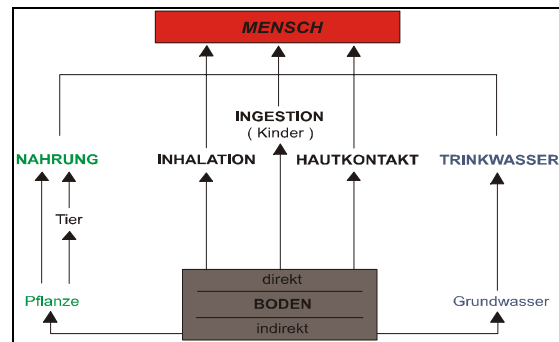 MENSCH
INGESTION
( Kinder )
NAHRUNG
INHALATION
HAUTKONTAKT
TRINKWASSER
Tier
direkt
Pflanze
BODEN
Grundwasser
indirekt